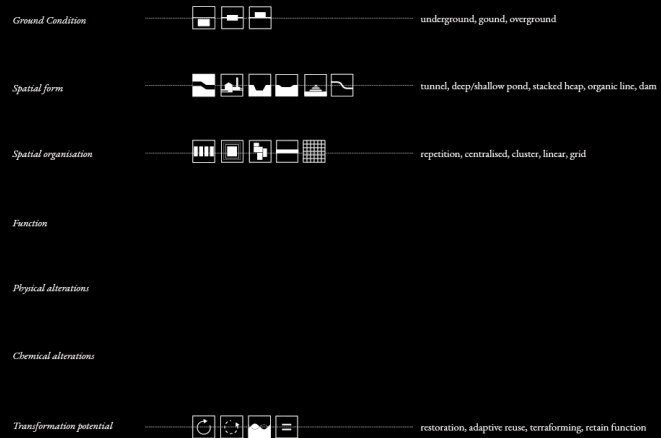 Ground Condition
underground, gound, overground
Spatial form
tunnel, deep/shallow pond, stacked heap, organic line, dam
Spatial organisation
repetition, centralised, cluster, linear, grid
Function
Physical alterations
Chemical alterations
Transformation potential
restoration, adaptive reuse, terraforming, retain function